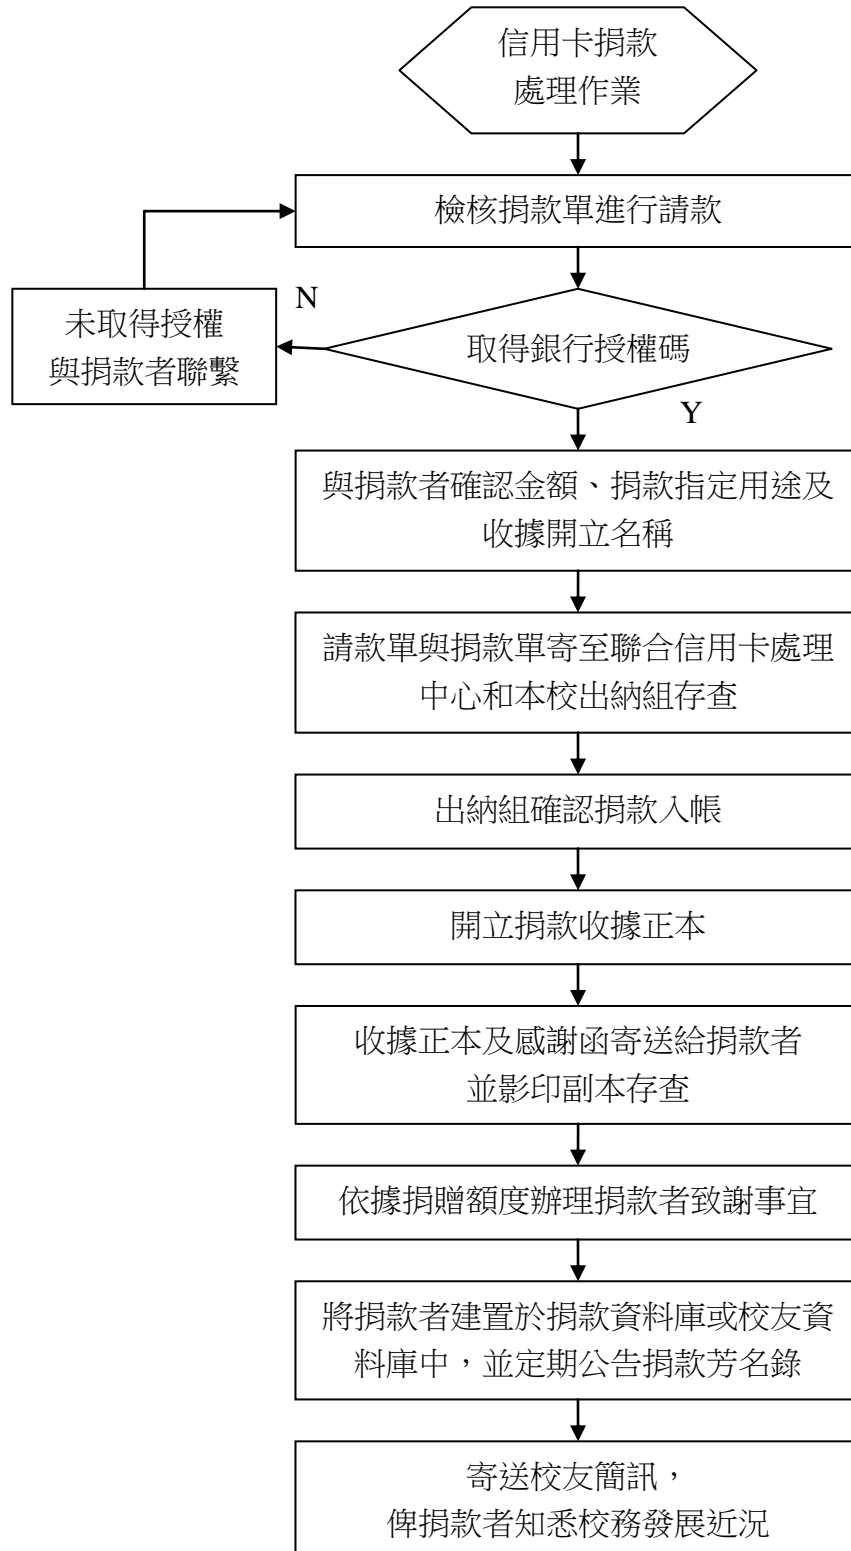 信用卡捐款
處理作業
檢核捐款單進行請款
N
未取得授權
與捐款者聯繫
取得銀行授權碼
Y
與捐款者確認金額、捐款指定用途及
收據開立名稱
請款單與捐款單寄至聯合信用卡處理
中心和本校出納組存查
出納組確認捐款入帳
開立捐款收據正本
收據正本及感謝函寄送給捐款者
並影印副本存查
依據捐贈額度辦理捐款者致謝事宜
將捐款者建置於捐款資料庫或校友資
料庫中，並定期公告捐款芳名錄
寄送校友簡訊，
俾捐款者知悉校務發展近況